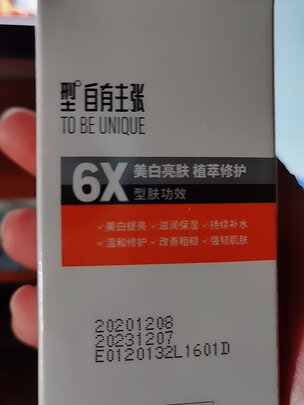 型° 自有主张
TO BE UNIQUE
6X 美白亮肤 植萃修护
型肤功效
✓美白提亮 ✓滋润保湿 ✓持续补水
✓温和修护 ✓改善粗糙 ✓强韧肌肤
20201208
20231207
E0120132L1601D